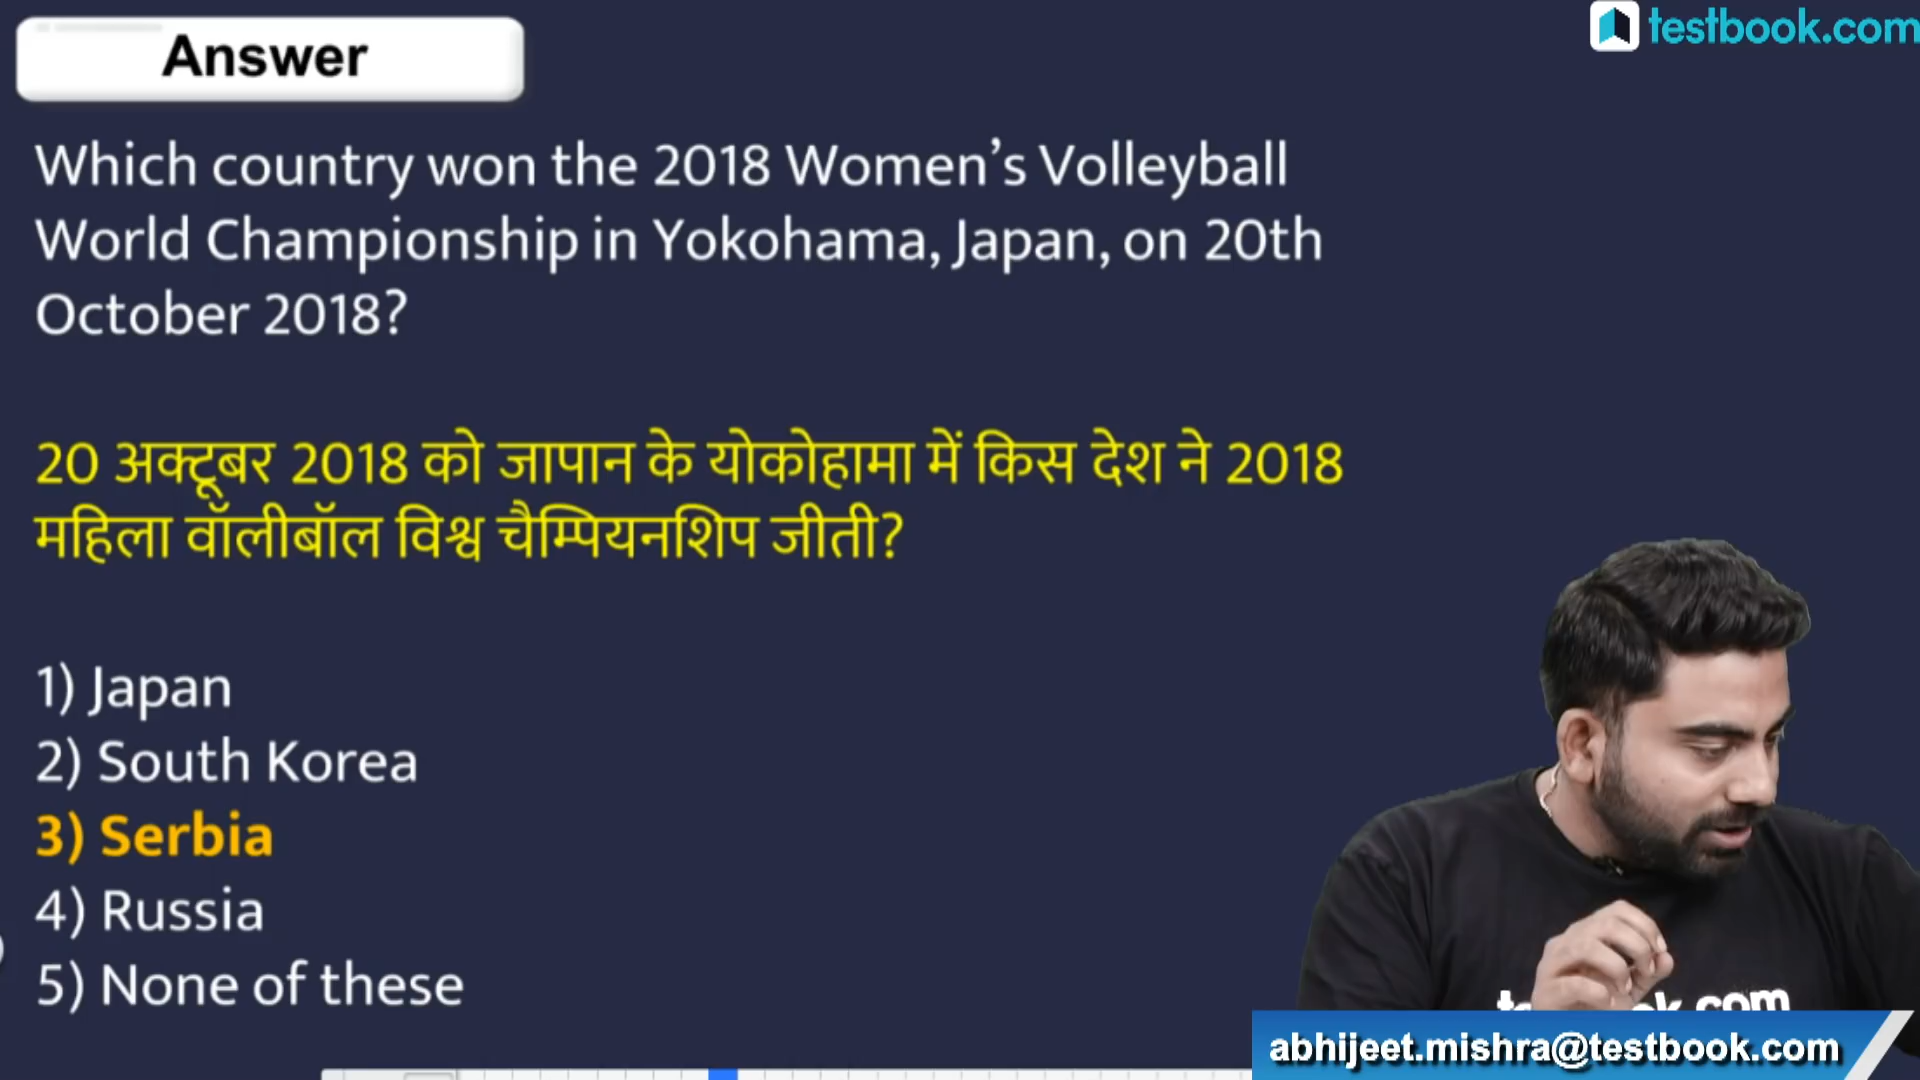 Answer
testbook.com
Which country won the 2018 Women’s Volleyball
World Championship in Yokohama, Japan, on 20th
October 2018?
20 अक्टूबर 2018 को जापान के योकोहामा में किस देश ने 2018
महिला वॉलीबॉल विश्व चैम्पियनशिप जीती?
1) Japan
2) South Korea
3) Serbia
4) Russia
5) None of these
abhijeet.mishra@testbook.com